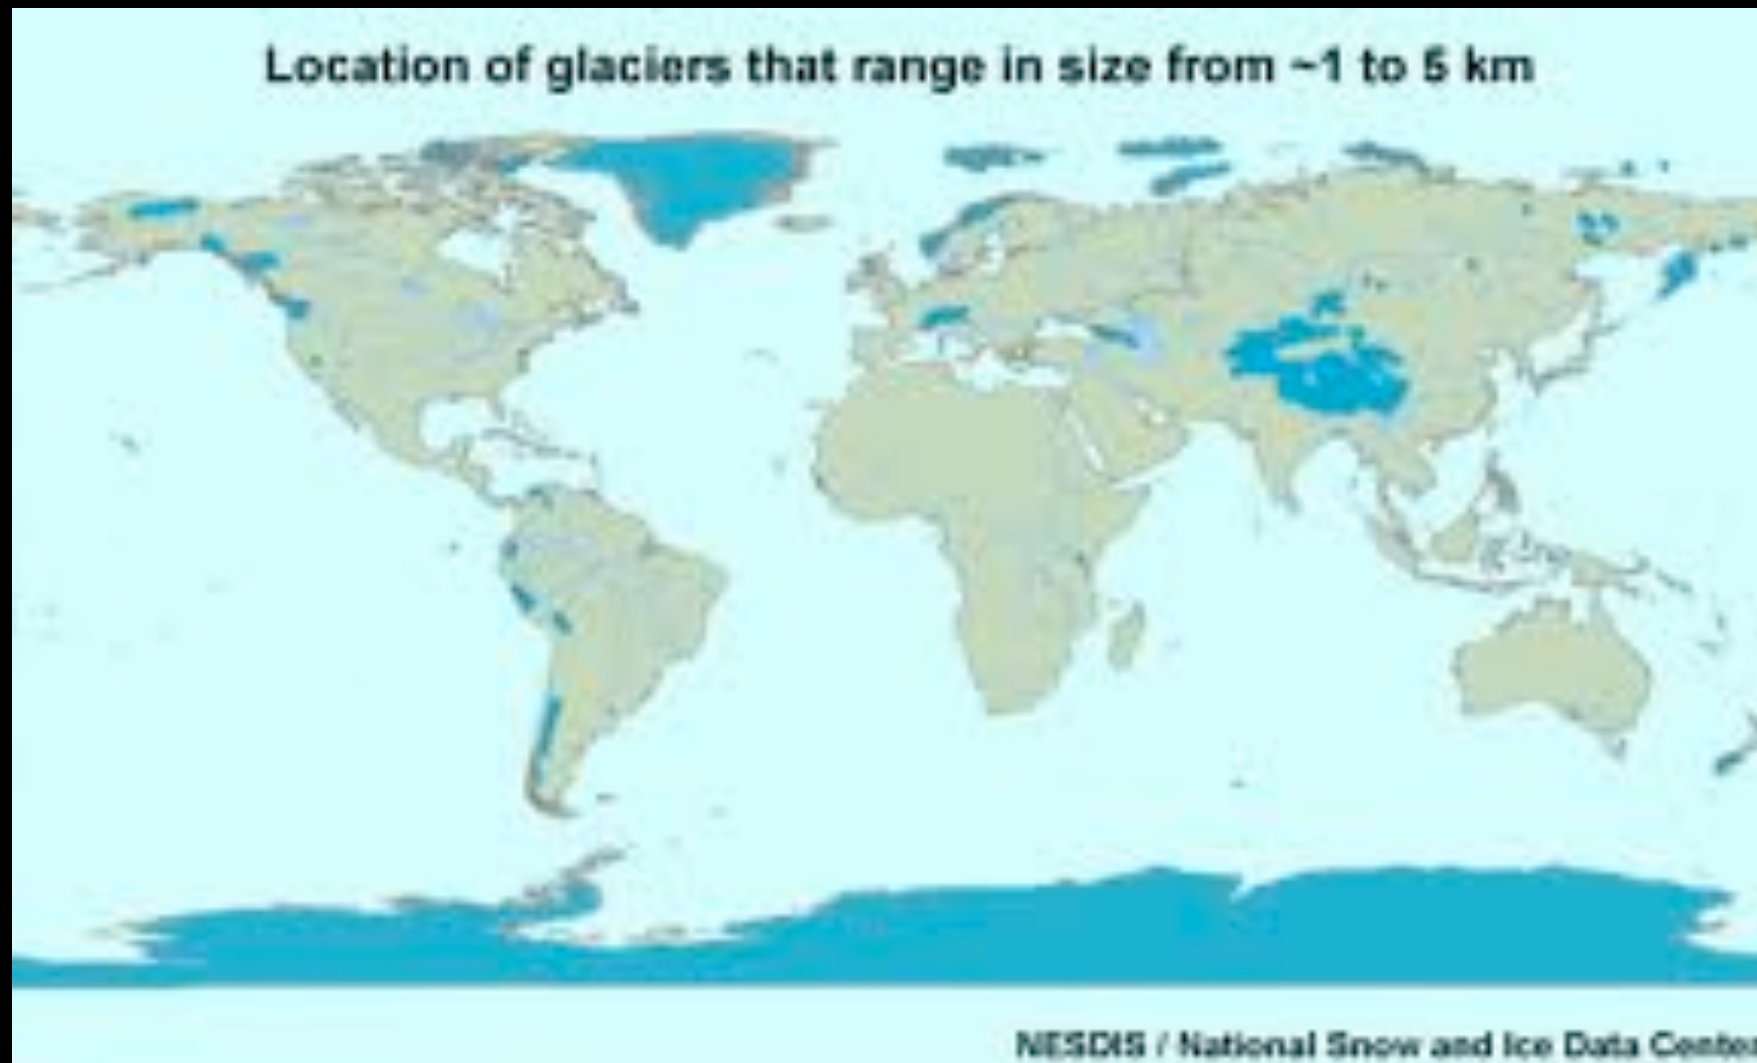 Location of glaciers that range in size from ~1 to 5 km
NESDIS / National Snow and Ice Data Center